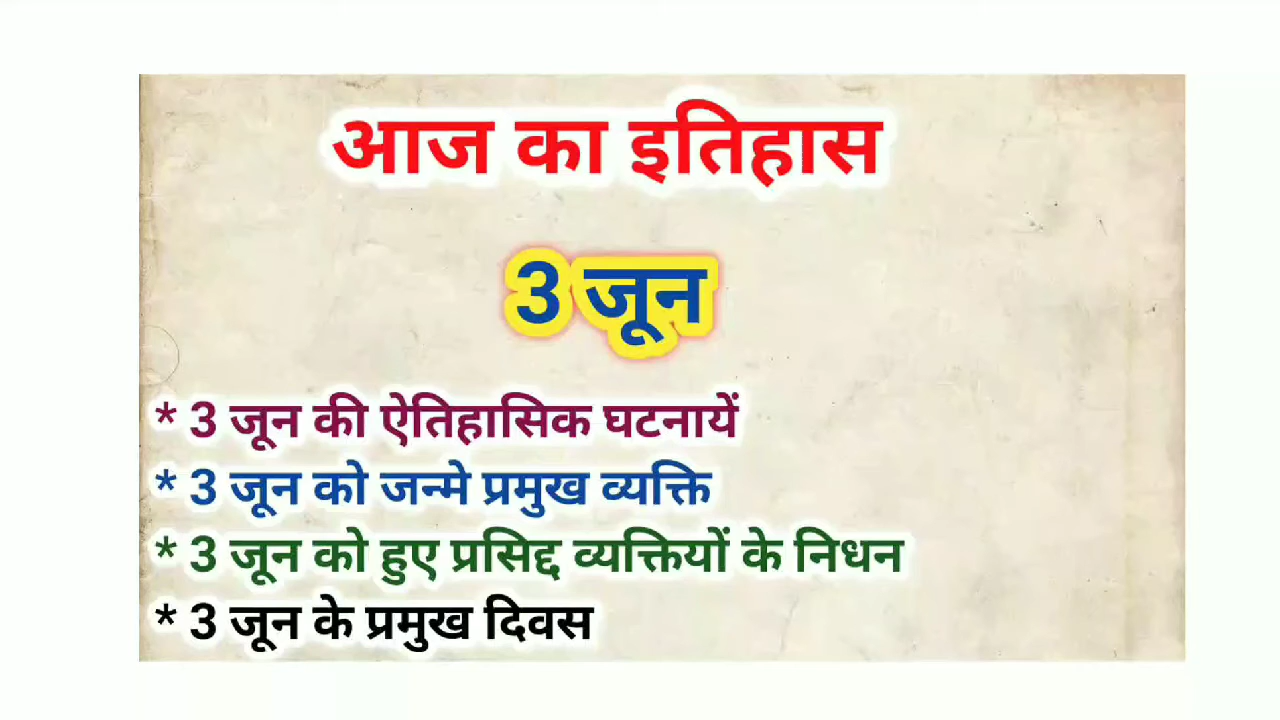 आज का इतिहास
3 जून
* 3 जून की ऐतिहासिक घटनायें
* 3 जून को जन्मे प्रमुख व्यक्ति
* 3 जून को हुए प्रसिद्द व्यक्तियों के निधन
* 3 जून के प्रमुख दिवस